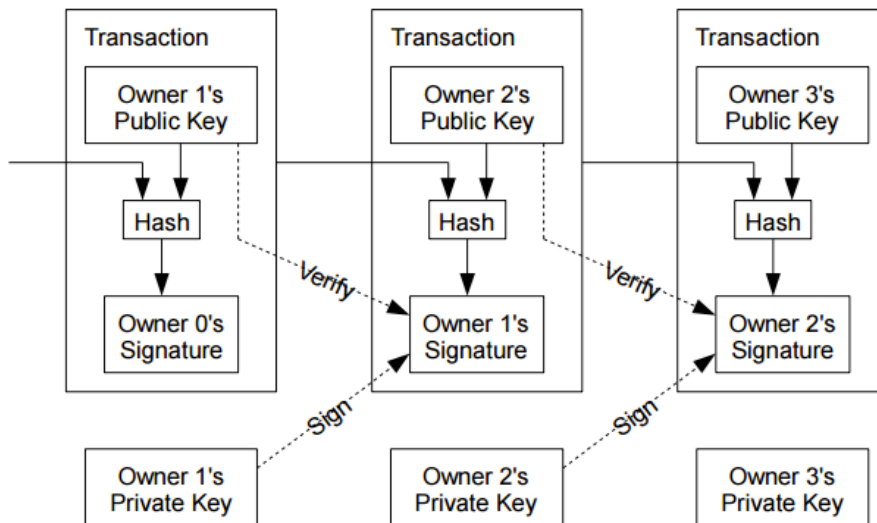 Transaction
Transaction
Transaction
Owner 1's
Public Key
Owner 2's
Public Key
Owner 3's
Public Key
Hash
Hash
Hash
Verify
Verify
Owner 0's
Signature
Owner 1's
Signature
Owner 2's
Signature
Sign
Sign
Owner 1's
Private Key
Owner 2's
Private Key
Owner 3's
Private Key